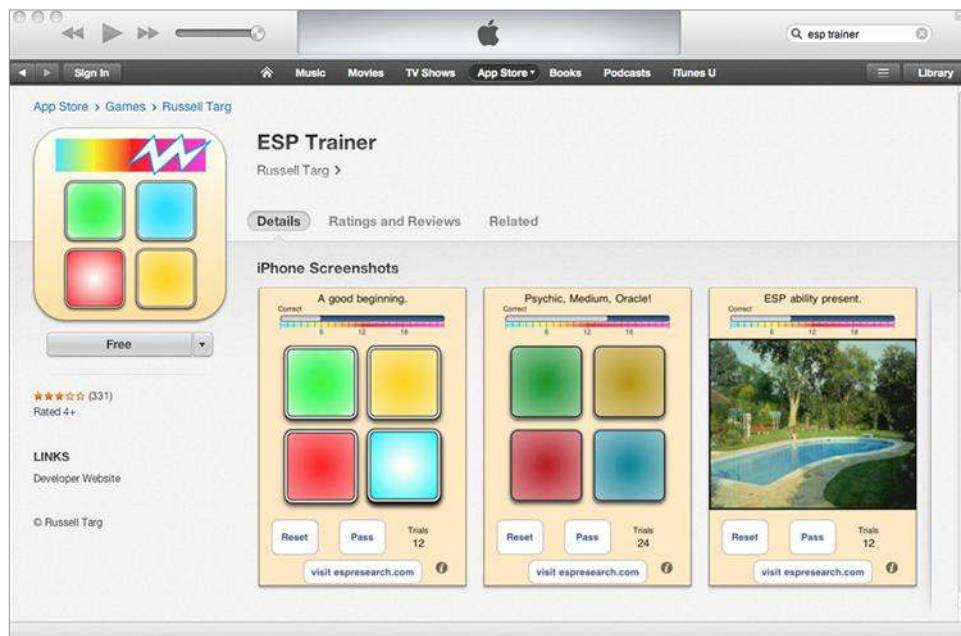 esp trainer
Sign In
Music Movies TV Shows App Store Books Podcasts iTunes U
Library
App Store > Games > Russell Targ
ESP Trainer
Russell Targ >
Details Ratings and Reviews Related
iPhone Screenshots
A good beginning.
Correct
6 12 18
Reset Pass Trials
12
visit espresearch.com
Psychic, Medium, Oracle!
Correct
6 12 18
Reset Pass Trials
24
visit espresearch.com
ESP ability present.
Correct
6 12 18
Reset Pass Trials
12
visit espresearch.com
Free
(331)
Rated 4+
LINKS
Developer Website
© Russell Targ